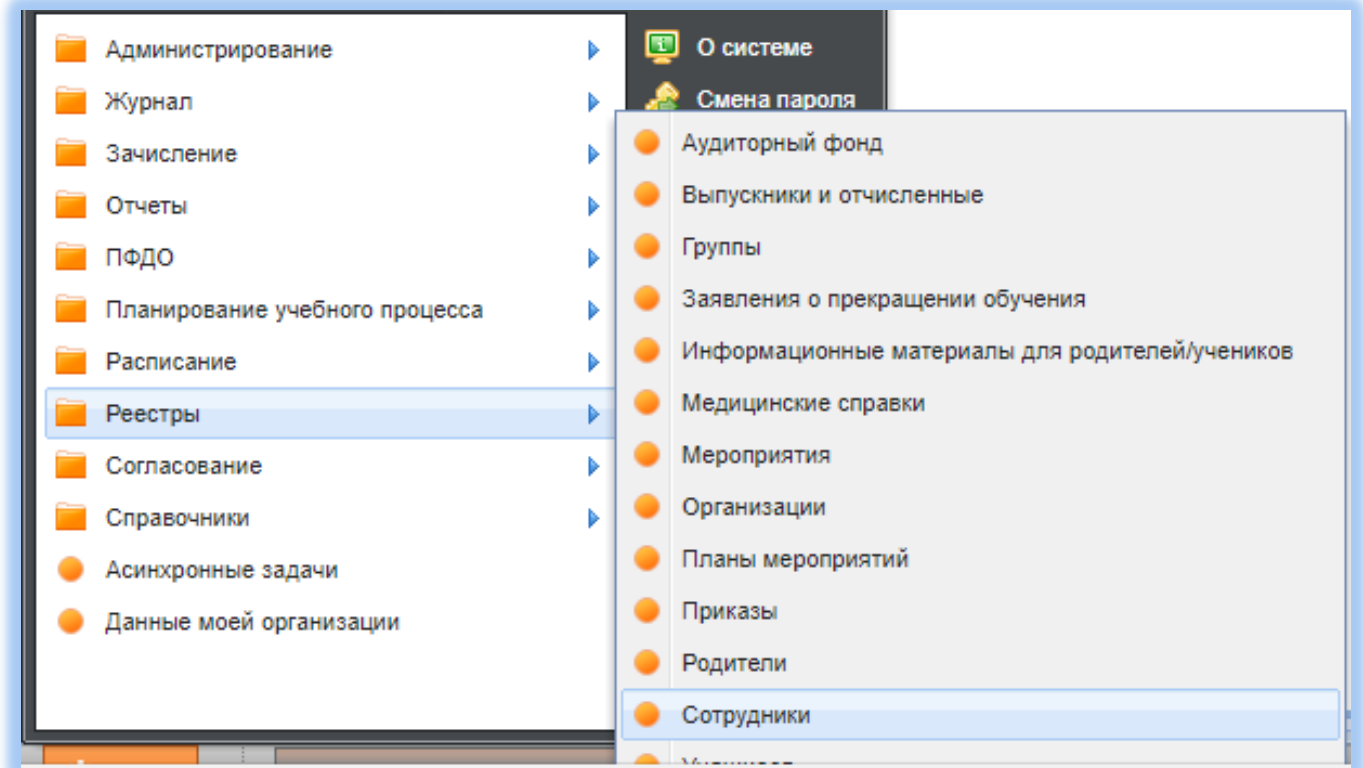 Администрирование
Журнал
Зачисление
Отчеты
ПФДО
Планирование учебного процесса
Расписание
Реестры
Согласование
Справочники
Асинхронные задачи
Данные моей организации
О системе
Смена пароля
Аудиторный фонд
Выпускники и отчисленные
Группы
Заявления о прекращении обучения
Информационные материалы для родителей/учеников
Медицинские справки
Мероприятия
Организации
Планы мероприятий
Приказы
Родители
Сотрудники